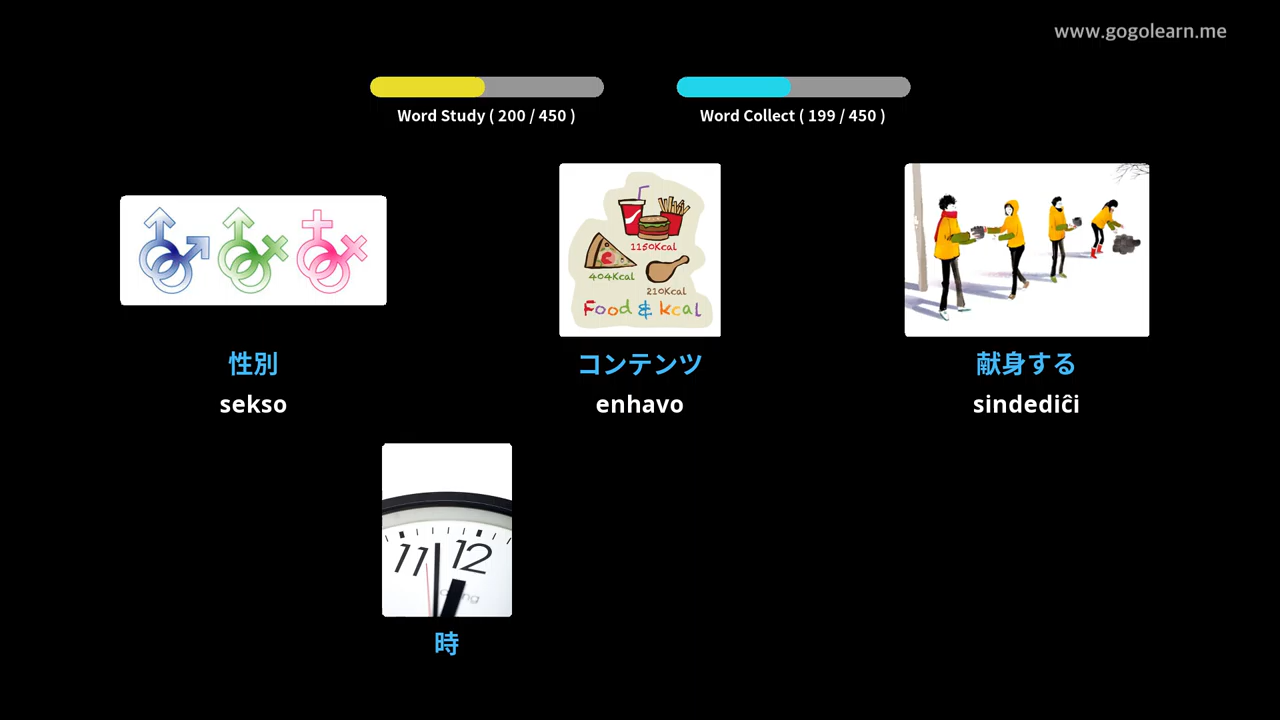 www.gogolearn.me
Word Study ( 200 / 450 )
Word Collect ( 199 / 450 )
1150Kcal
404Kcal
210Kcal
Food & kcal
性別
コンテンツ
献身する
sekso
enhavo
sindediĉi
11 12
時